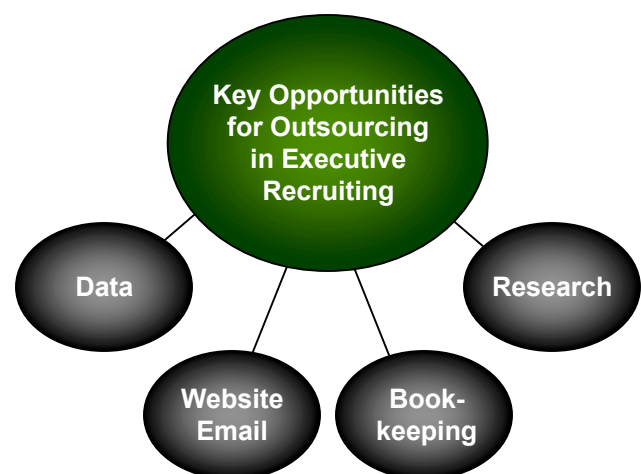 Key Opportunities
for Outsourcing
in Executive
Recruiting
Data
Research
Website
Email
Book-
keeping